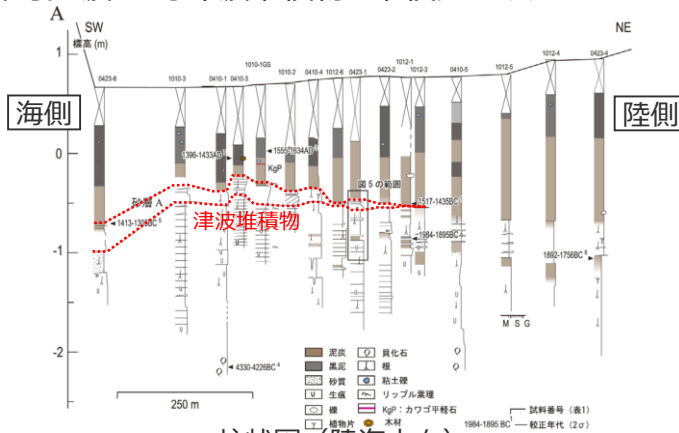 A
SW
NE
標高 (m)
0423-6
1010-3
0410-1
0410-3
1010-1GS
1010-2
0410-4
1012-6
0423-1
0423-2
1012-1
1012-3
0410-5
1012-5
1012-4
0423-4
1
海側
陸側
1396-1433AD
1555-1634AD
KgP
0
図 5 の範囲
砂層 A
1413-1305BC
津波堆積物
1517-1435BC
1984-1895BC
-1
1892-1756BC
M S G
-2
4330-4226BC
250 m
泥炭
黒泥
砂質
生痕
礫
植物片
貝化石
根
粘土礫
リップル葉理
KgP：カワゴ平軽石
木材
試料番号（表1）
1984-1895 BC
較正年代（2σ）